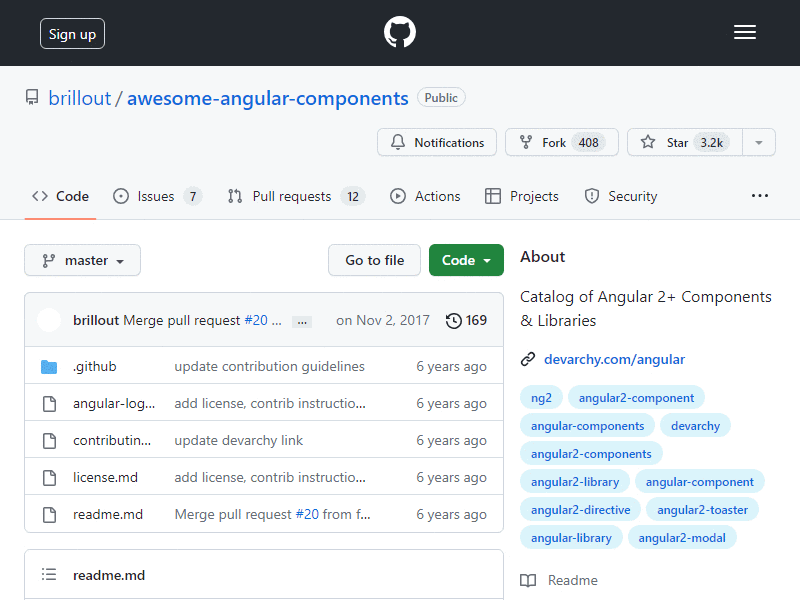 Sign up
brillout / awesome-angular-components Public
Notifications Fork 408 Star 3.2k
Code Issues 7 Pull requests 12 Actions Projects Security ...
master Go to file Code
brillout Merge pull request #20 ... ... on Nov 2, 2017 169
.github update contribution guidelines 6 years ago
angular-log... add license, contrib instructio... 6 years ago
contributin... update devarchy link 6 years ago
license.md add license, contrib instructio... 6 years ago
readme.md Merge pull request #20 from f... 6 years ago
readme.md
About
Catalog of Angular 2+ Components
& Libraries
devarchy.com/angular
ng2 angular2-component
angular-components devarchy
angular2-components
angular2-library angular-component
angular2-directive angular2-toaster
angular-library angular2-modal
Readme